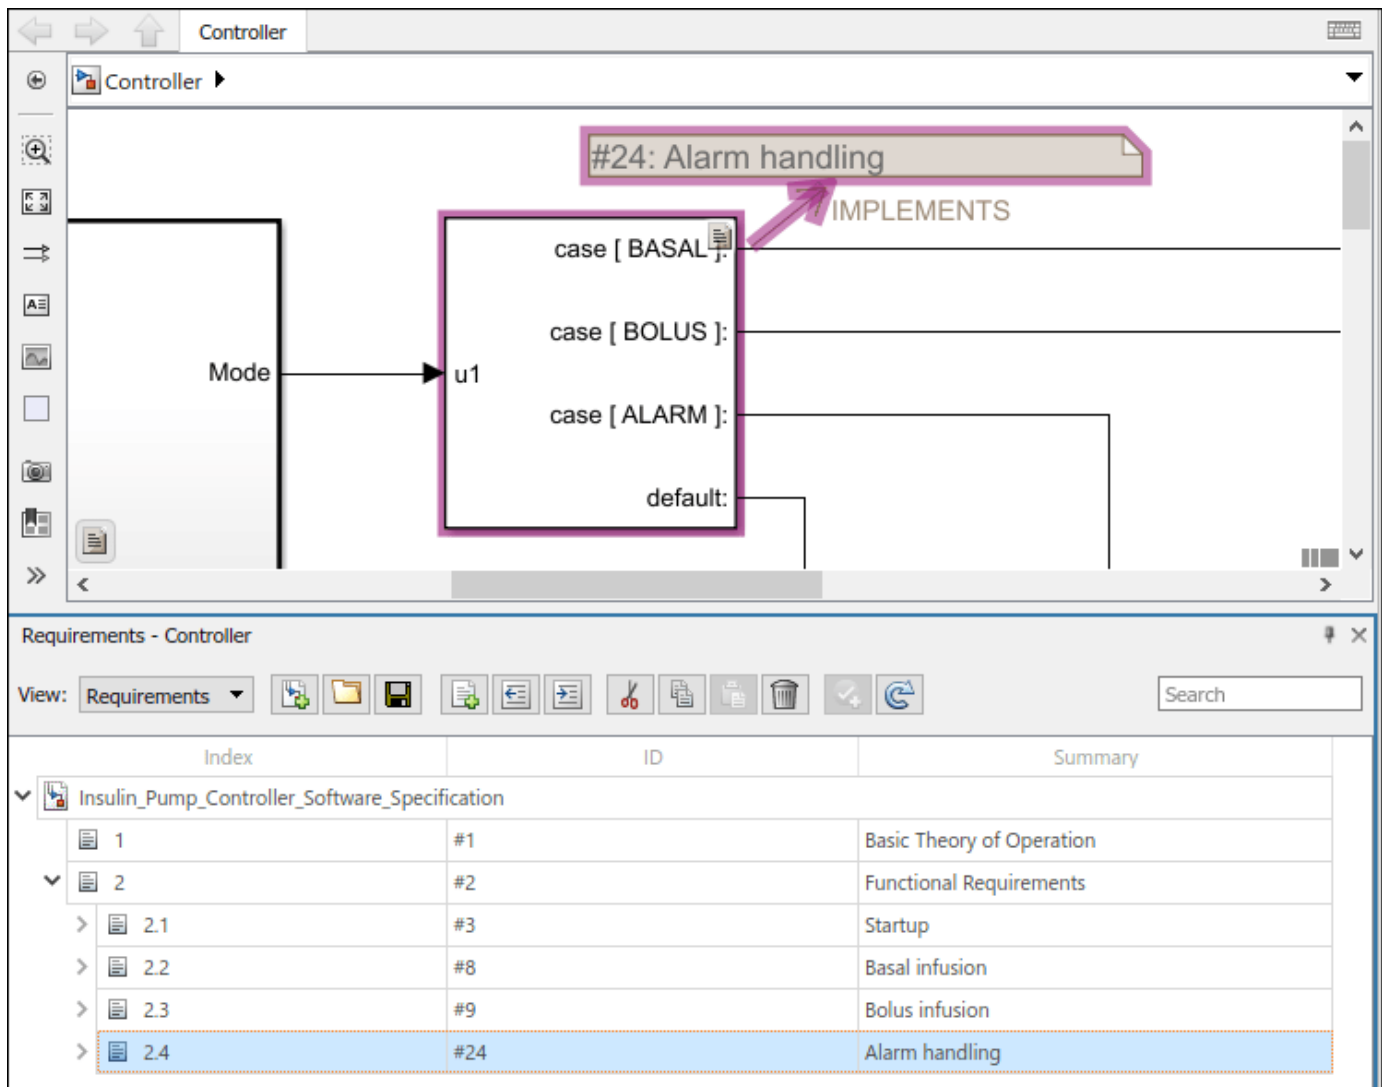 Controller
Controller
#24: Alarm handling
IMPLEMENTS
case [ BASAL ]:
case [ BOLUS ]:
Mode
u1
case [ ALARM ]:
default:
Requirements - Controller
View: Requirements Search
Index ID Summary
Insulin_Pump_Controller_Software_Specification
1 #1 Basic Theory of Operation
2 #2 Functional Requirements
2.1 #3 Startup
2.2 #8 Basal infusion
2.3 #9 Bolus infusion
2.4 #24 Alarm handling